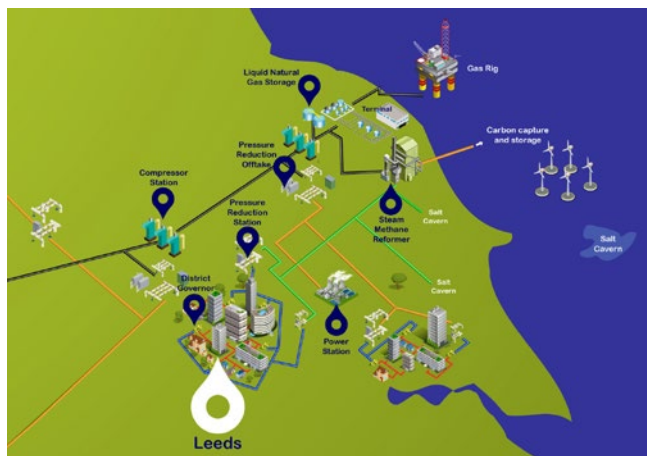 Liquid Natural
Gas Storage
Gas Rig
Terminal
Carbon capture
and storage
Pressure
Reduction
Offtake
Compressor
Station
Pressure
Reduction
Station
Steam
Methane
Reformer
Salt
Cavern
Salt
Cavern
Salt
Cavern
District
Governor
Power
Station
Leeds